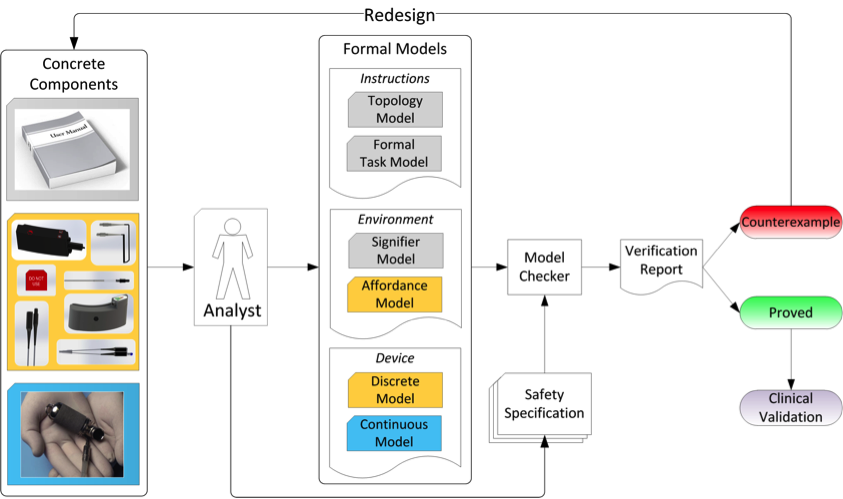 Redesign
Concrete
Components
User Manual
DO NOT
USE
Analyst
Formal Models
Instructions
Topology
Model
Formal
Task Model
Environment
Signifier
Model
Affordance
Model
Device
Discrete
Model
Continuous
Model
Model
Checker
Safety
Specification
Verification
Report
Counterexample
Proved
Clinical
Validation